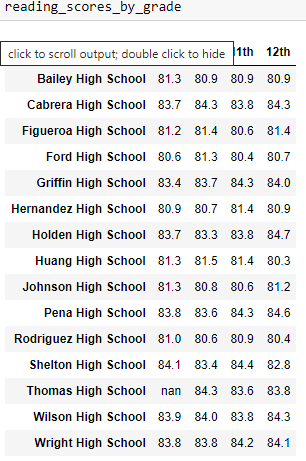 reading_scores_by_grade
click to scroll output; double click to hide 11th 12th
Bailey High School 81.3 80.9 80.9 80.9
Cabrera High School 83.7 84.3 83.8 84.3
Figueroa High School 81.2 81.4 80.6 81.4
Ford High School 80.6 81.3 80.4 80.7
Griffin High School 83.4 83.7 84.3 84.0
Hernandez High School 80.9 80.7 81.4 80.9
Holden High School 83.7 83.3 83.8 84.7
Huang High School 81.3 81.5 81.4 80.3
Johnson High School 81.3 80.8 80.6 81.2
Pena High School 83.8 83.6 84.3 84.6
Rodriguez High School 81.0 80.6 80.9 80.4
Shelton High School 84.1 83.4 84.4 82.8
Thomas High School nan 84.3 83.6 83.8
Wilson High School 83.9 84.0 83.8 84.3
Wright High School 83.8 83.8 84.2 84.1